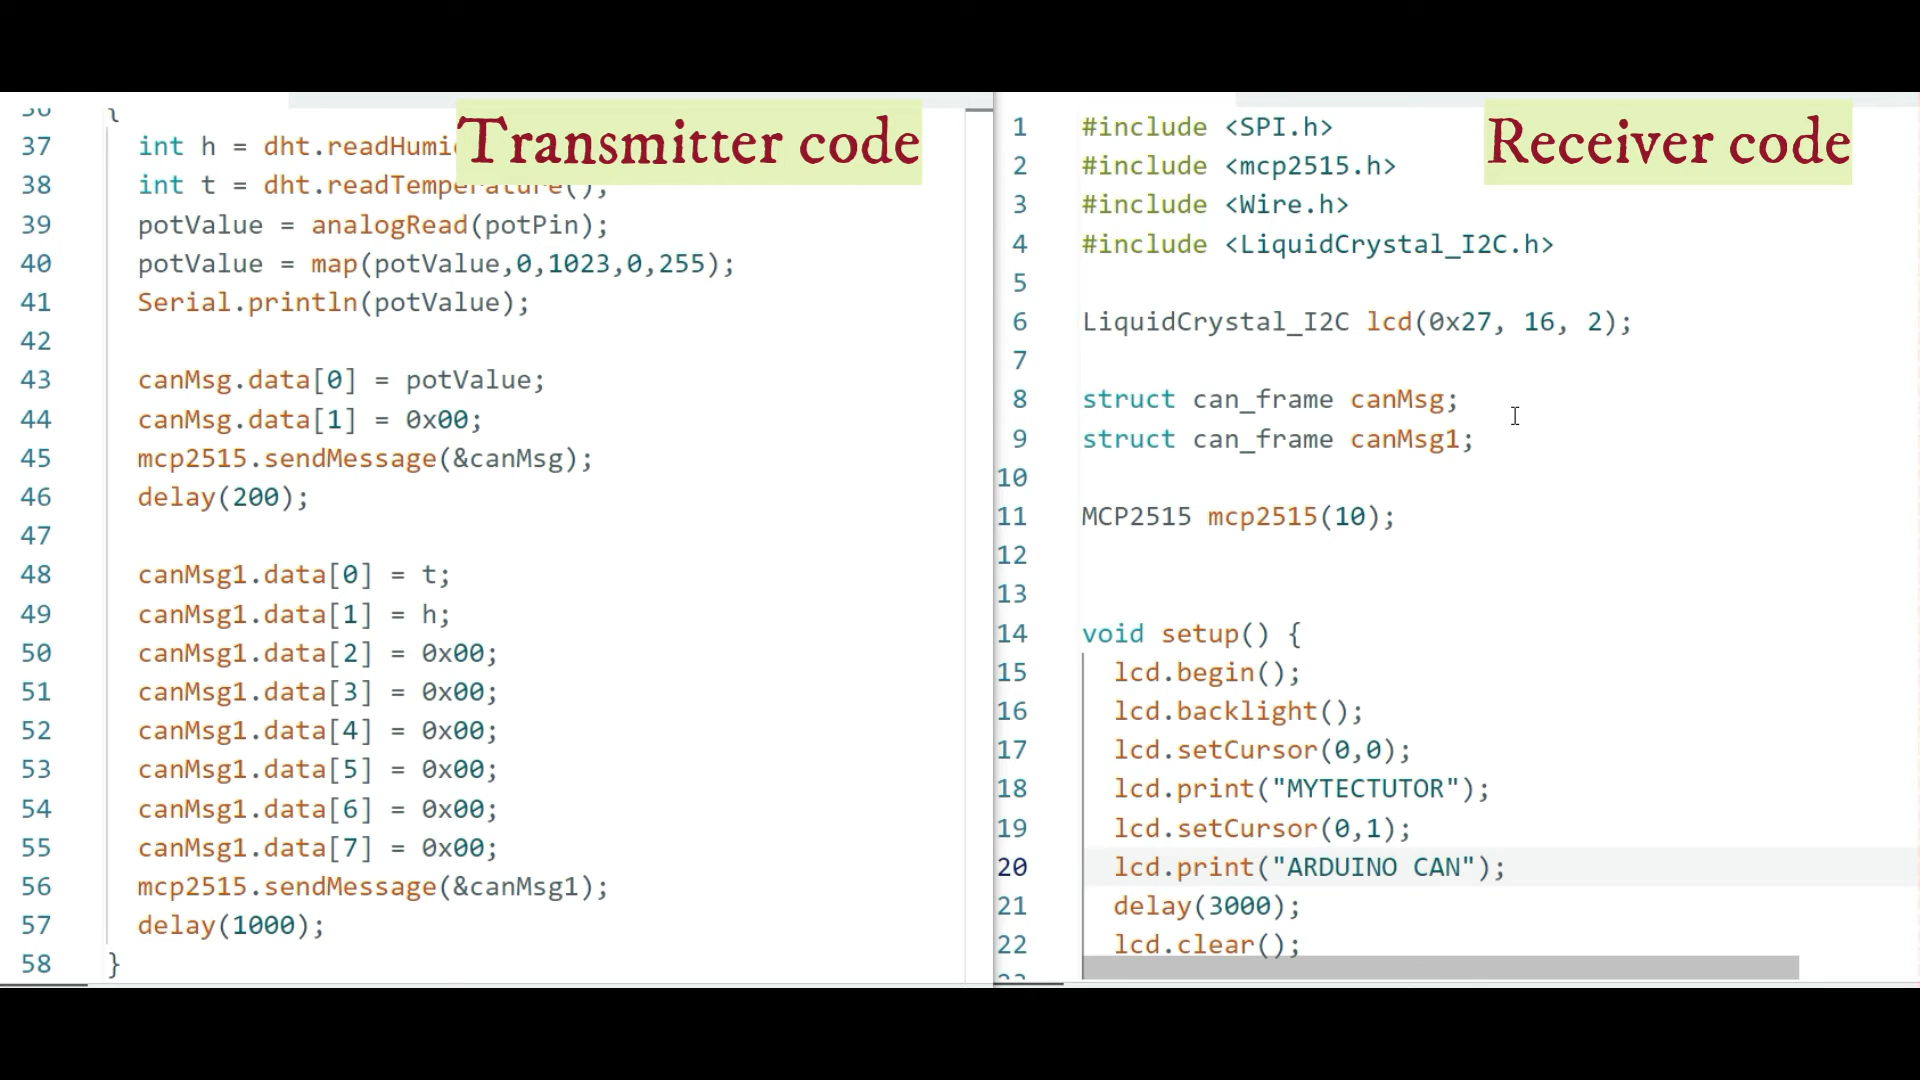 Transmitter code
36 {
37 int h = dht.readHumi
38 int t = dht.readTemperature();
39 potValue = analogRead(potPin);
40 potValue = map(potValue,0,1023,0,255);
41 Serial.println(potValue);
42
43 canMsg.data[0] = potValue;
44 canMsg.data[1] = 0x00;
45 mcp2515.sendMessage(&canMsg);
46 delay(200);
47
48 canMsg1.data[0] = t;
49 canMsg1.data[1] = h;
50 canMsg1.data[2] = 0x00;
51 canMsg1.data[3] = 0x00;
52 canMsg1.data[4] = 0x00;
53 canMsg1.data[5] = 0x00;
54 canMsg1.data[6] = 0x00;
55 canMsg1.data[7] = 0x00;
56 mcp2515.sendMessage(&canMsg1);
57 delay(1000);
58 }
Receiver code
1 #include <SPI.h>
2 #include <mcp2515.h>
3 #include <Wire.h>
4 #include <LiquidCrystal_I2C.h>
5
6 LiquidCrystal_I2C lcd(0x27, 16, 2);
7
8 struct can_frame canMsg;
9 struct can_frame canMsg1;
10
11 MCP2515 mcp2515(10);
12
13
14 void setup() {
15 lcd.begin();
16 lcd.backlight();
17 lcd.setCursor(0,0);
18 lcd.print("MYTECTUTOR");
19 lcd.setCursor(0,1);
20 lcd.print("ARDUINO CAN");
21 delay(3000);
22 lcd.clear();